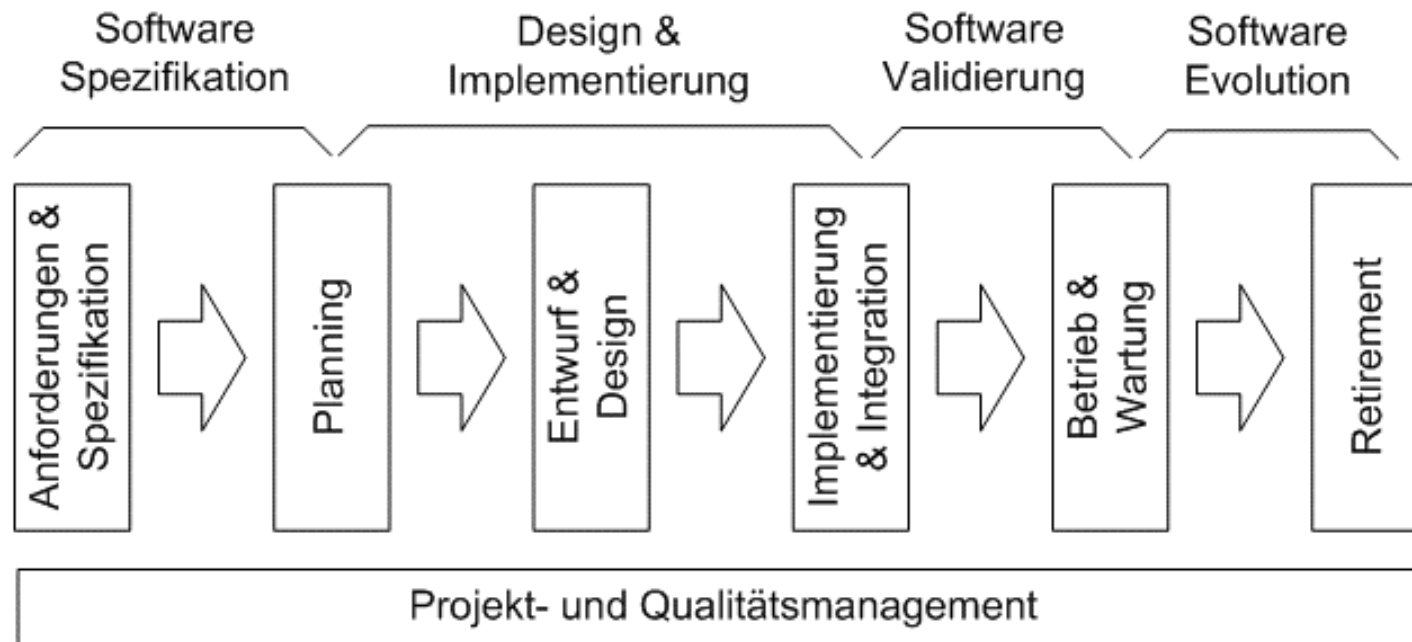 Software
Spezifikation
Design &
Implementierung
Software
Validierung
Software
Evolution
Anforderungen &
Spezifikation
Planning
Entwurf &
Design
Implementierung
& Integration
Betrieb &
Wartung
Retirement
Projekt- und Qualitätsmanagement